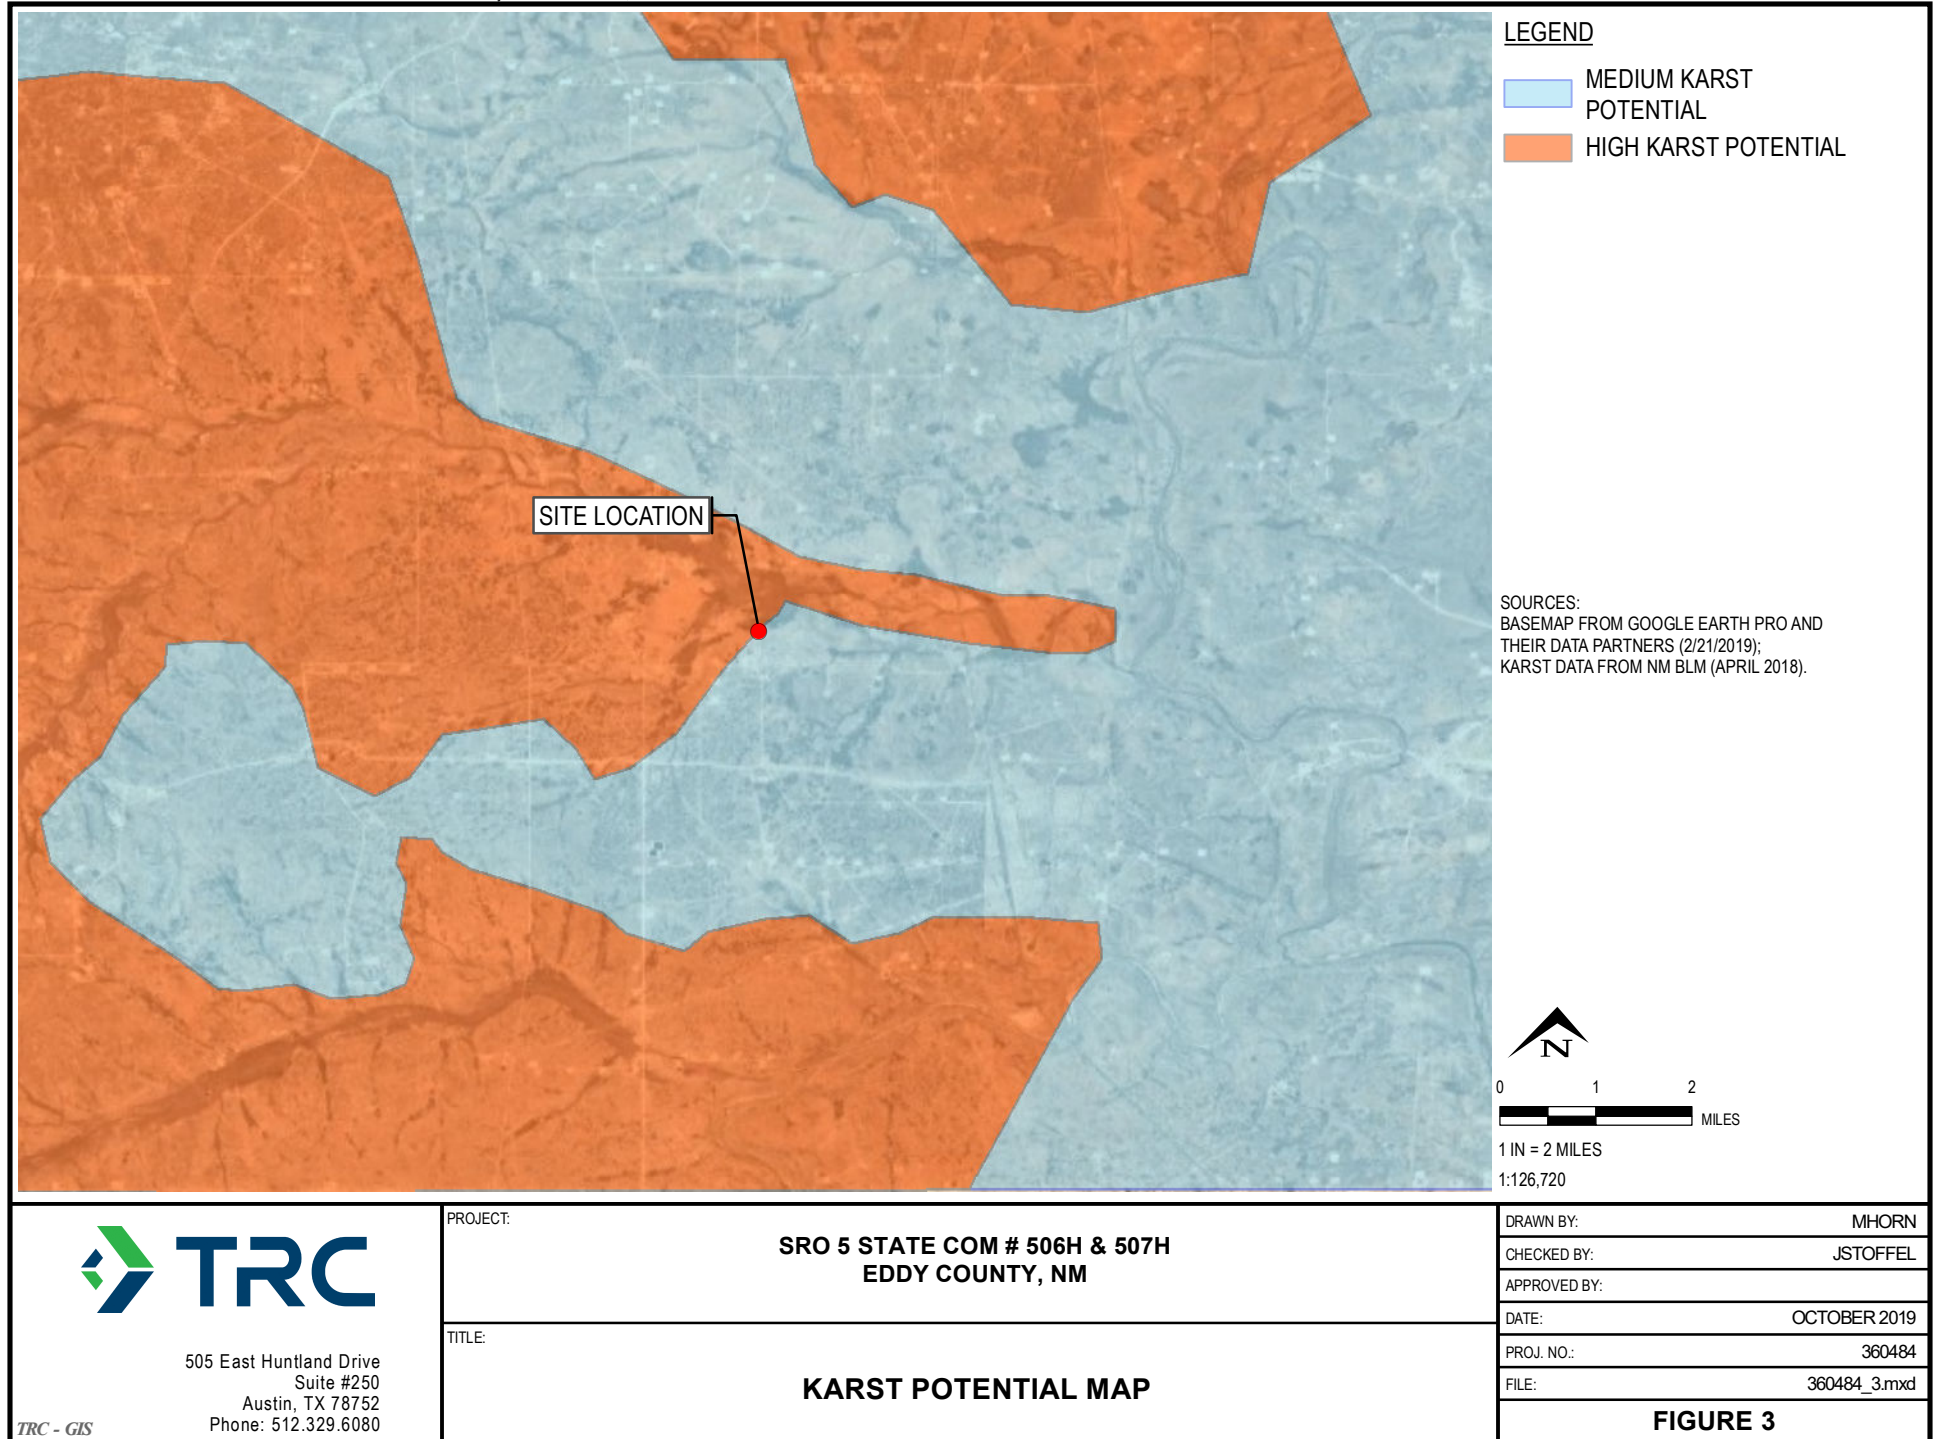 LEGEND
MEDIUM KARST
POTENTIAL
HIGH KARST POTENTIAL
SITE LOCATION
SOURCES:
BASEMAP FROM GOOGLE EARTH PRO AND
THEIR DATA PARTNERS (2/21/2019);
KARST DATA FROM NM BLM (APRIL 2018).
N
0 1 2
MILES
1 IN = 2 MILES
1:126,720
TRC
505 East Huntland Drive
Suite #250
Austin, TX 78752
Phone: 512.329.6080
TRC - GIS
PROJECT:
SRO 5 STATE COM # 506H & 507H
EDDY COUNTY, NM
TITLE:
KARST POTENTIAL MAP
DRAWN BY: MHORN
CHECKED BY: JSTOFFEL
APPROVED BY:
DATE: OCTOBER 2019
PROJ. NO.: 360484
FILE: 360484_3.mxd
FIGURE 3